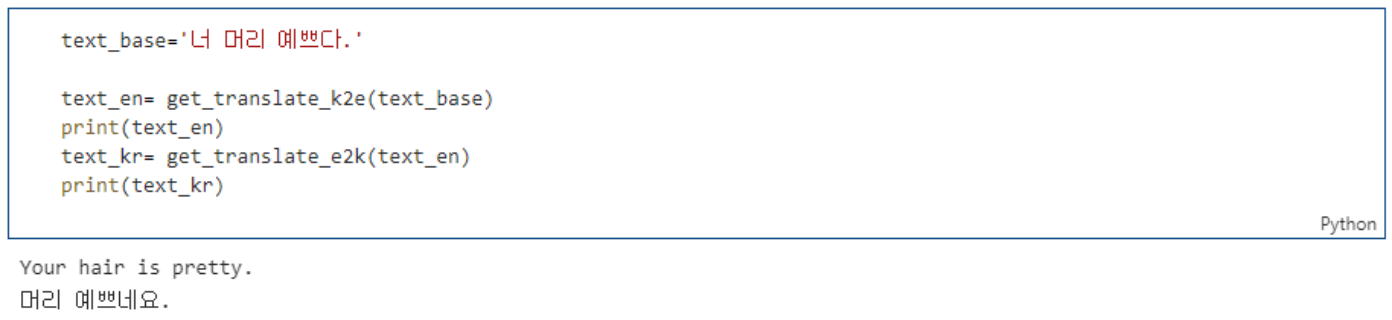 text_base='너 머리 예쁘다.'
text_en= get_translate_k2e(text_base)
print(text_en)
text_kr= get_translate_e2k(text_en)
print(text_kr)
Python
Your hair is pretty.
머리 예쁘네요.